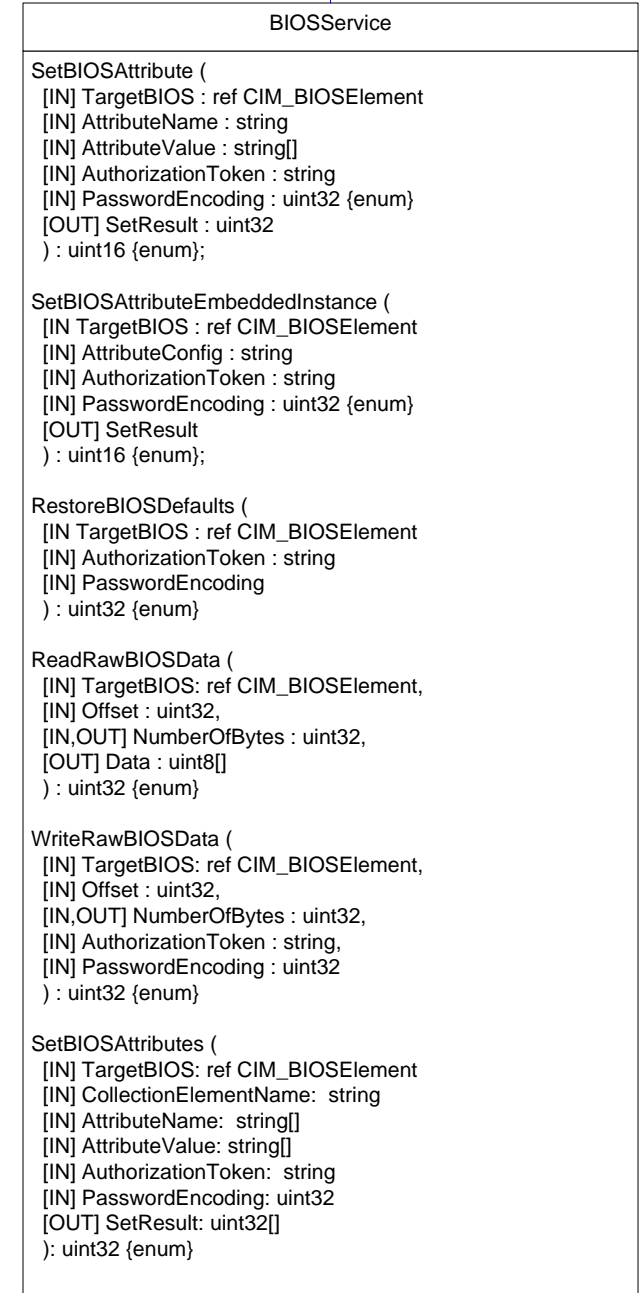 BIOSService
SetBIOSAttribute (
[IN] TargetBIOS : ref CIM_BIOSElement
[IN] AttributeName : string
[IN] AttributeValue : string[]
[IN] AuthorizationToken : string
[IN] PasswordEncoding : uint32 {enum}
[OUT] SetResult : uint32
) : uint16 {enum};
SetBIOSAttributeEmbeddedInstance (
[IN TargetBIOS : ref CIM_BIOSElement
[IN] AttributeConfig : string
[IN] AuthorizationToken : string
[IN] PasswordEncoding : uint32 {enum}
[OUT] SetResult
) : uint16 {enum};
RestoreBIOSDefaults (
[IN TargetBIOS : ref CIM_BIOSElement
[IN] AuthorizationToken : string
[IN] PasswordEncoding
) : uint32 {enum}
ReadRawBIOSData (
[IN] TargetBIOS: ref CIM_BIOSElement,
[IN] Offset : uint32,
[IN,OUT] NumberOfBytes : uint32,
[OUT] Data : uint8[]
) : uint32 {enum}
WriteRawBIOSData (
[IN] TargetBIOS: ref CIM_BIOSElement,
[IN] Offset : uint32,
[IN,OUT] NumberOfBytes : uint32,
[IN] AuthorizationToken : string,
[IN] PasswordEncoding : uint32
) : uint32 {enum}
SetBIOSAttributes (
[IN] TargetBIOS: ref CIM_BIOSElement
[IN] CollectionElementName:  string
[IN] AttributeName:  string[]
[IN] AttributeValue: string[]
[IN] AuthorizationToken:  string
[IN] PasswordEncoding: uint32
[OUT] SetResult: uint32[]
): uint32 {enum}